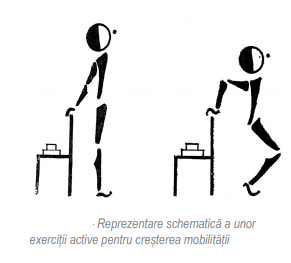 · Reprezentare schematică a unor
exerciții active pentru creșterea mobilității